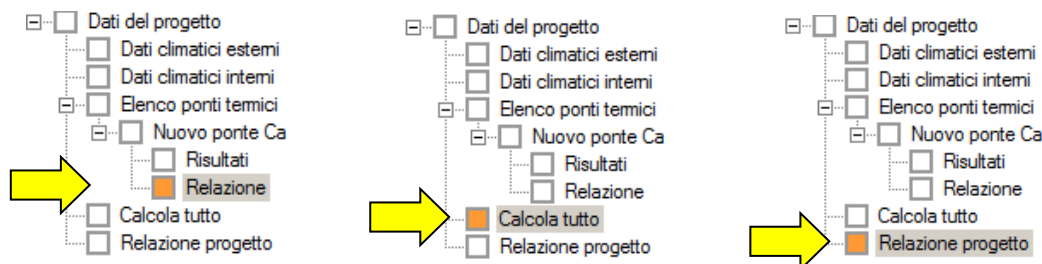 Dati del progetto
Dati climatici esterni
Dati climatici interni
Elenco ponti termici
Nuovo ponte Ca
Risultati
Relazione
Calcola tutto
Relazione progetto
Dati del progetto
Dati climatici esterni
Dati climatici interni
Elenco ponti termici
Nuovo ponte Ca
Risultati
Relazione
Calcola tutto
Relazione progetto
Dati del progetto
Dati climatici esterni
Dati climatici interni
Elenco ponti termici
Nuovo ponte Ca
Risultati
Relazione
Calcola tutto
Relazione progetto